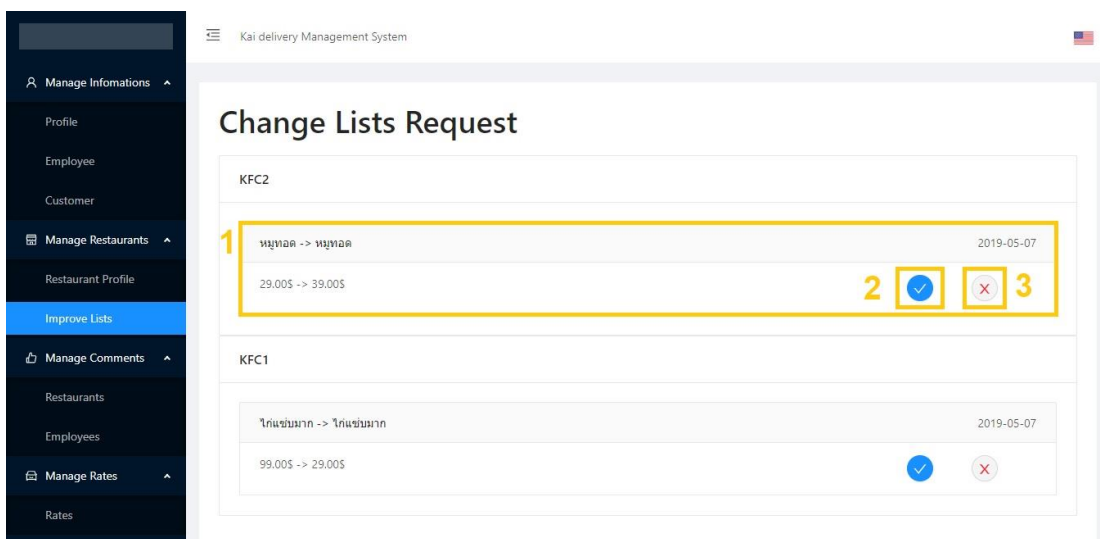 Kai delivery Management System
Manage Infomations
Profile
Employee
Customer
Manage Restaurants
Restaurant Profile
Improve Lists
Manage Comments
Restaurants
Employees
Manage Rates
Rates
Change Lists Request
KFC2
1
หมูทอด -> หมูทอด
2019-05-07
29.00$ -> 39.00$
2
3
KFC1
ไก่แซ่บมาก -> ไก่แซ่บมาก
2019-05-07
99.00$ -> 29.00$